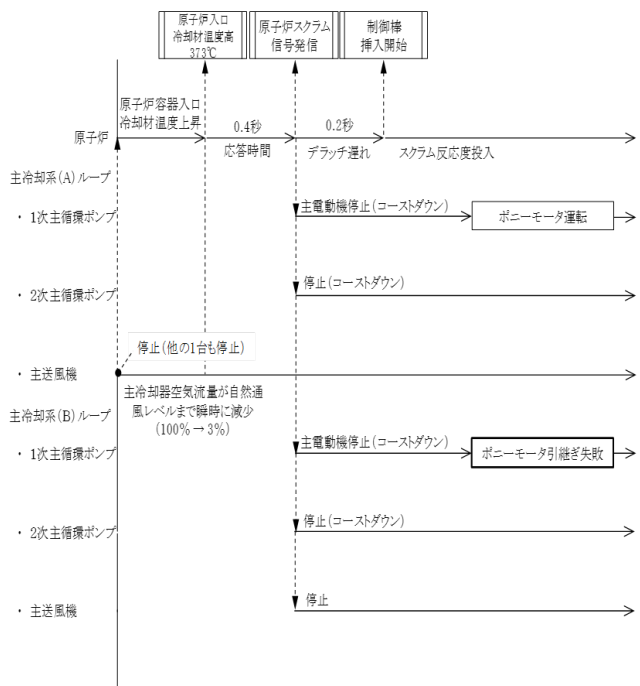 原子炉入口
冷却材温度高
373℃
原子炉スクラム
信号発信
制御棒
挿入開始
原子炉容器入口
冷却材温度上昇
0.4秒
0.2秒
原子炉
応答時間
デラッチ遅れ
スクラム反応度投入
主冷却系(A)ループ
主電動機停止(コーストダウン)
・ 1次主循環ポンプ
ポニーモータ運転
停止(コーストダウン)
・ 2次主循環ポンプ
停止(他の1台も停止)
・ 主送風機
主冷却器空気流量が自然通
風レベルまで瞬時に減少
(100%→3%)
主冷却系(B)ループ
主電動機停止(コーストダウン)
・ 1次主循環ポンプ
ポニーモータ引継ぎ失敗
停止(コーストダウン)
・ 2次主循環ポンプ
停止
・ 主送風機